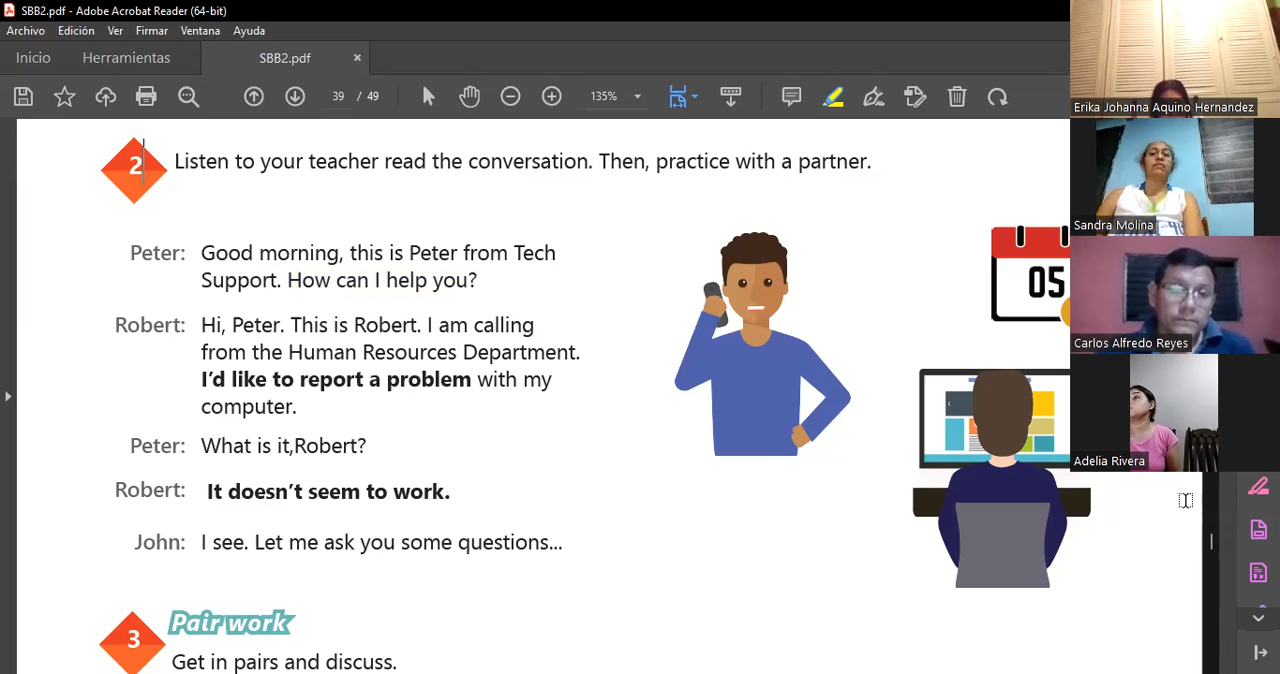 SBB2.pdf - Adobe Acrobat Reader (64-bit)
Archivo Edición Ver Firmar Ventana Ayuda
Inicio Herramientas SBB2.pdf ×
39 / 49 135%
2 Listen to your teacher read the conversation. Then, practice with a partner.
Peter: Good morning, this is Peter from Tech
Support. How can I help you?
Robert: Hi, Peter. This is Robert. I am calling
from the Human Resources Department.
I'd like to report a problem with my
computer.
Peter: What is it,Robert?
Robert: It doesn't seem to work.
John: I see. Let me ask you some questions...
05
3 Pair work
Get in pairs and discuss.
Erika Johanna Aquino Hernandez
Sandra Molina
Carlos Alfredo Reyes
Adelia Rivera